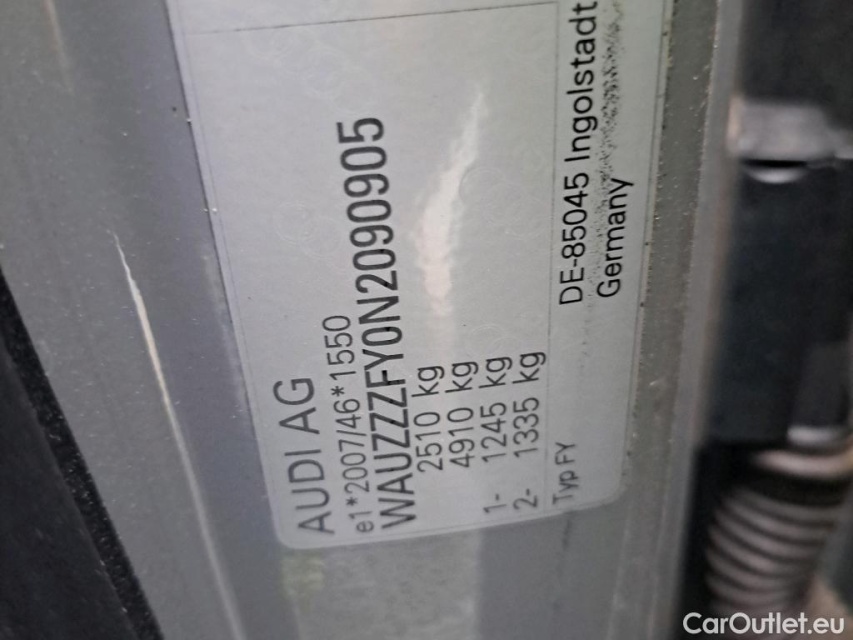 AUDI AG
e1*2007/46*1550
WAUZZZFY0N2090905
2510 kg
4910 kg
1- 1245 kg
2- 1335 kg
Typ FY
DE-85045 Ingolstadt
Germany
CarOutlet.eu